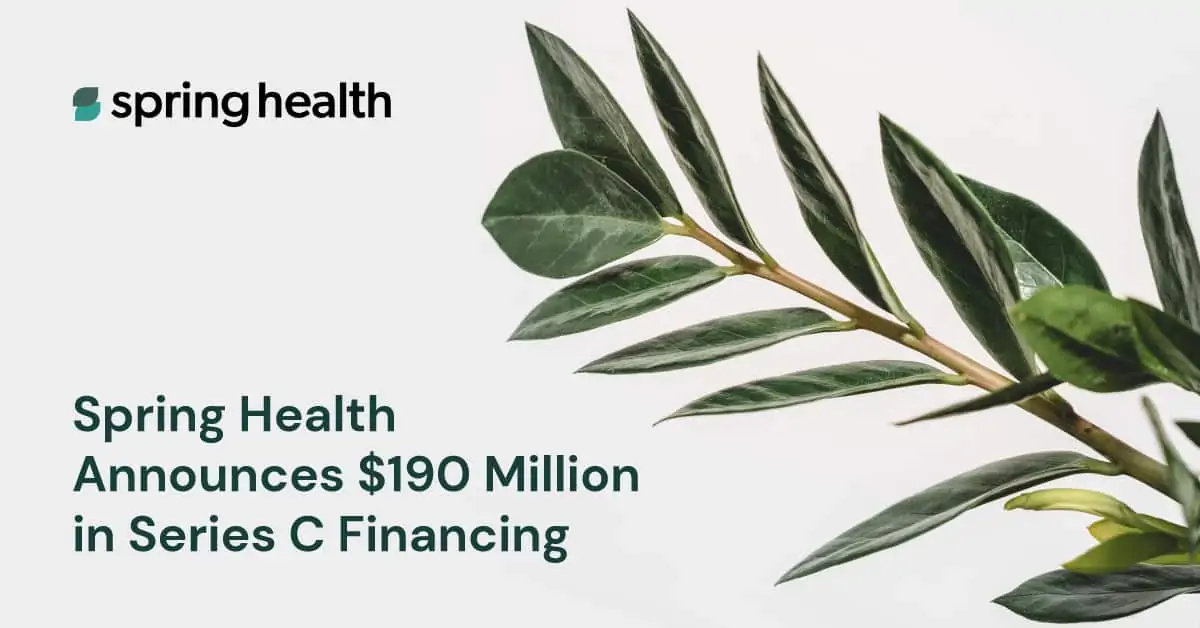 spring health
Spring Health
Announces $190 Million
in Series C Financing